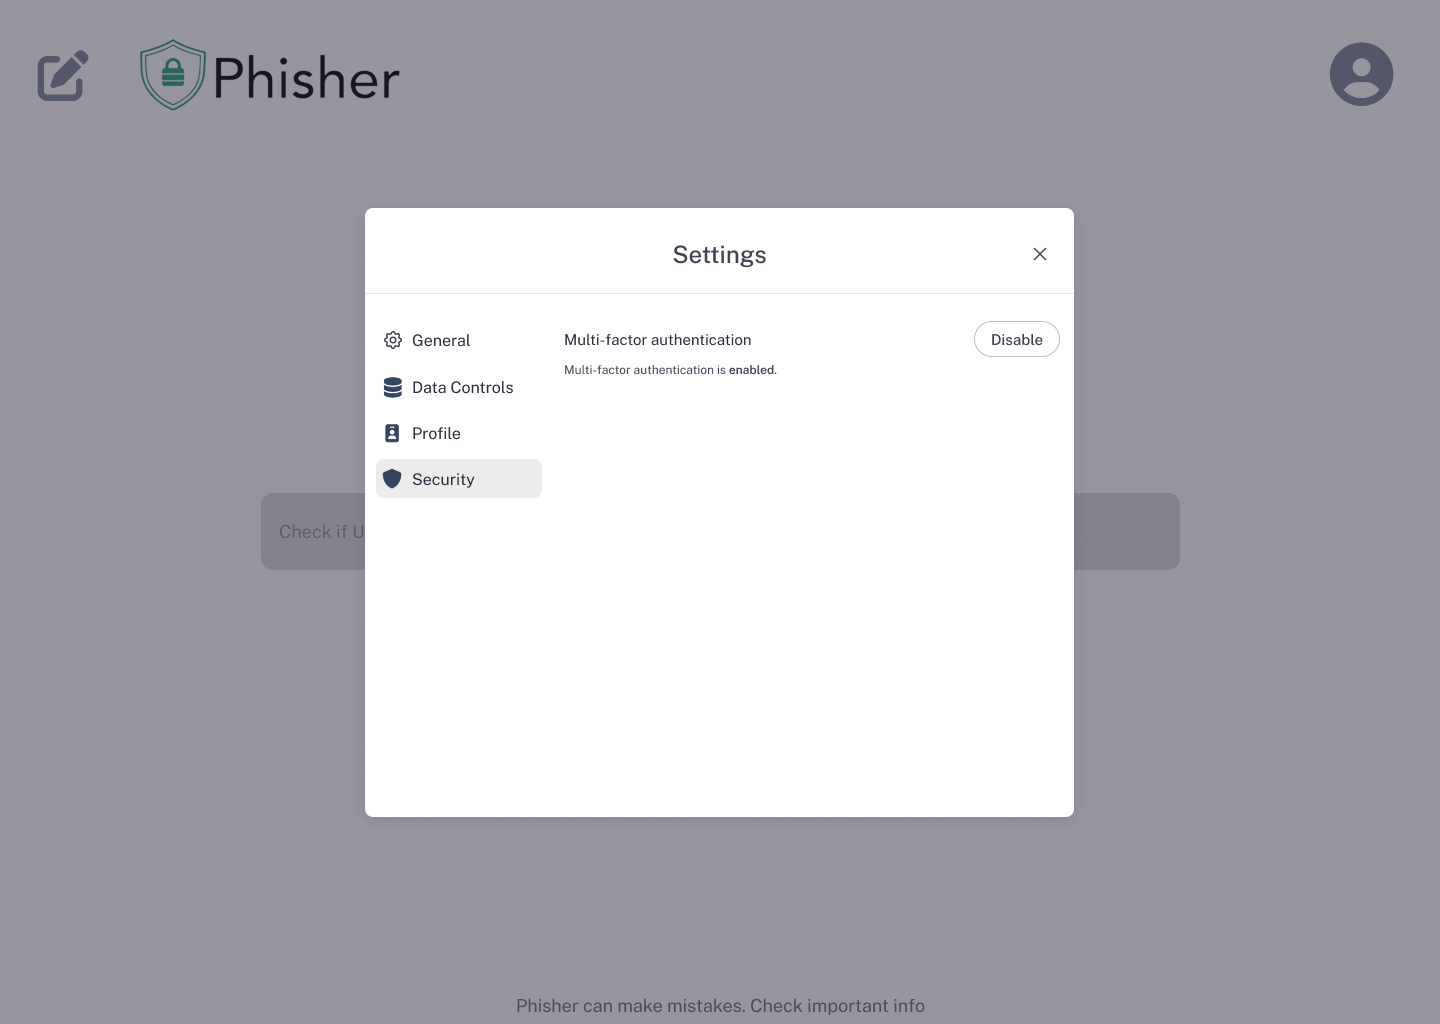 Phisher
Settings
General
Multi-factor authentication
Disable
Multi-factor authentication is enabled.
Data Controls
Profile
Security
Check if U
Phisher can make mistakes. Check important info